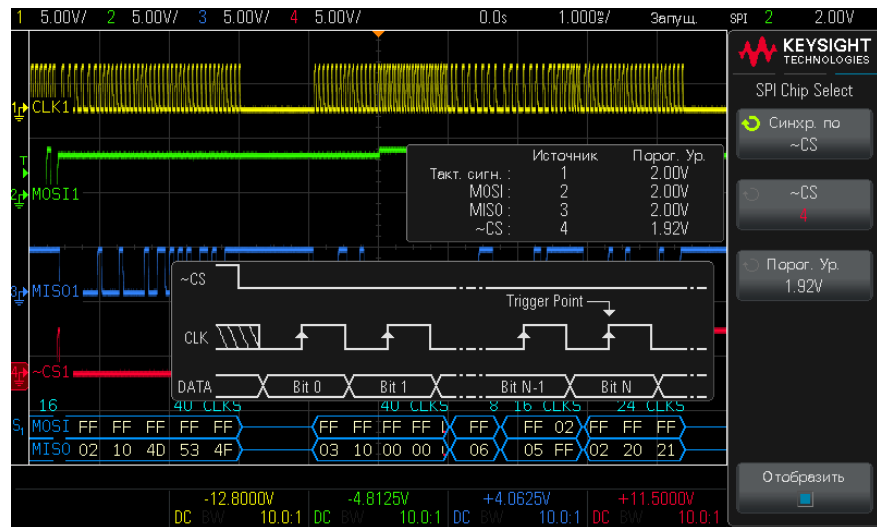 1 5.00V/ 2 5.00V/ 3 5.00V/ 4 5.00V/ 0.0s 1.000s/ Запущ. SPI 2 2.00V
KEYSIGHT
TECHNOLOGIES
SPI Chip Select
Синхр. по
~CS
~CS
4
Порог. Ур.
1.92V
Отобразить
CLK1
T
MOSI1
Источник Порог. Ур.
Такт. сигн. : 1 2.00V
MOSI : 2 2.00V
MISO : 3 2.00V
~CS : 4 1.92V
MISO1
~CS
Trigger Point
CLK
~CS1
DATA Bit 0 Bit 1 Bit N-1 Bit N
16 40 CLKS 40 CLKS 8 16 CLKS 24 CLKS
S1 MOSI FF FF FF FF FF FF FF FF FF FF FF 02 FF FF FF
MISO 02 10 4D 53 4F 03 10 00 00 06 05 FF 02 20 21
-12.8000V -4.8125V +4.0625V +11.5000V
DC BW 10.0:1 DC BW 10.0:1 DC BW 10.0:1 DC BW 10.0:1